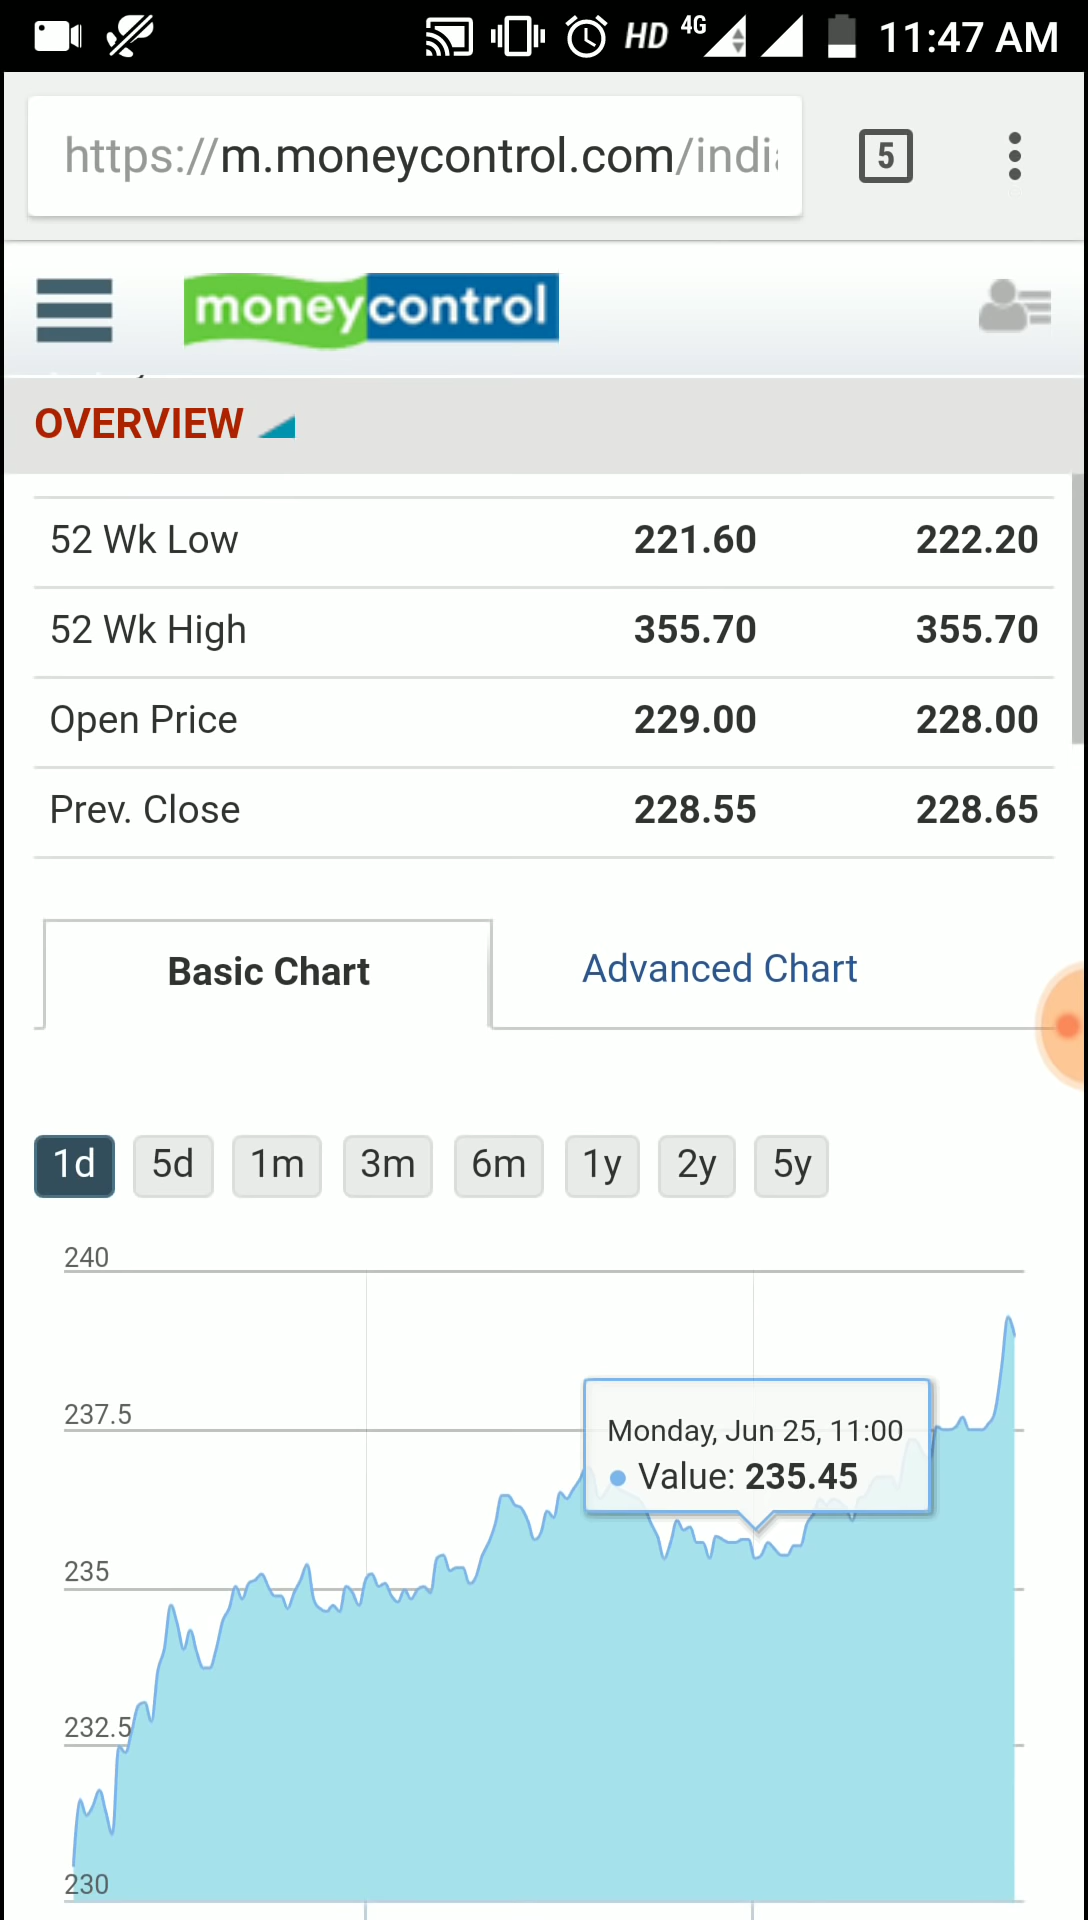 HD 4G 11:47 AM
https://m.moneycontrol.com/indi
5
moneycontrol
OVERVIEW
52 Wk Low 221.60 222.20
52 Wk High 355.70 355.70
Open Price 229.00 228.00
Prev. Close 228.55 228.65
Basic Chart Advanced Chart
1d 5d 1m 3m 6m 1y 2y 5y
240
237.5
Monday, Jun 25, 11:00
Value: 235.45
235
232.5
230